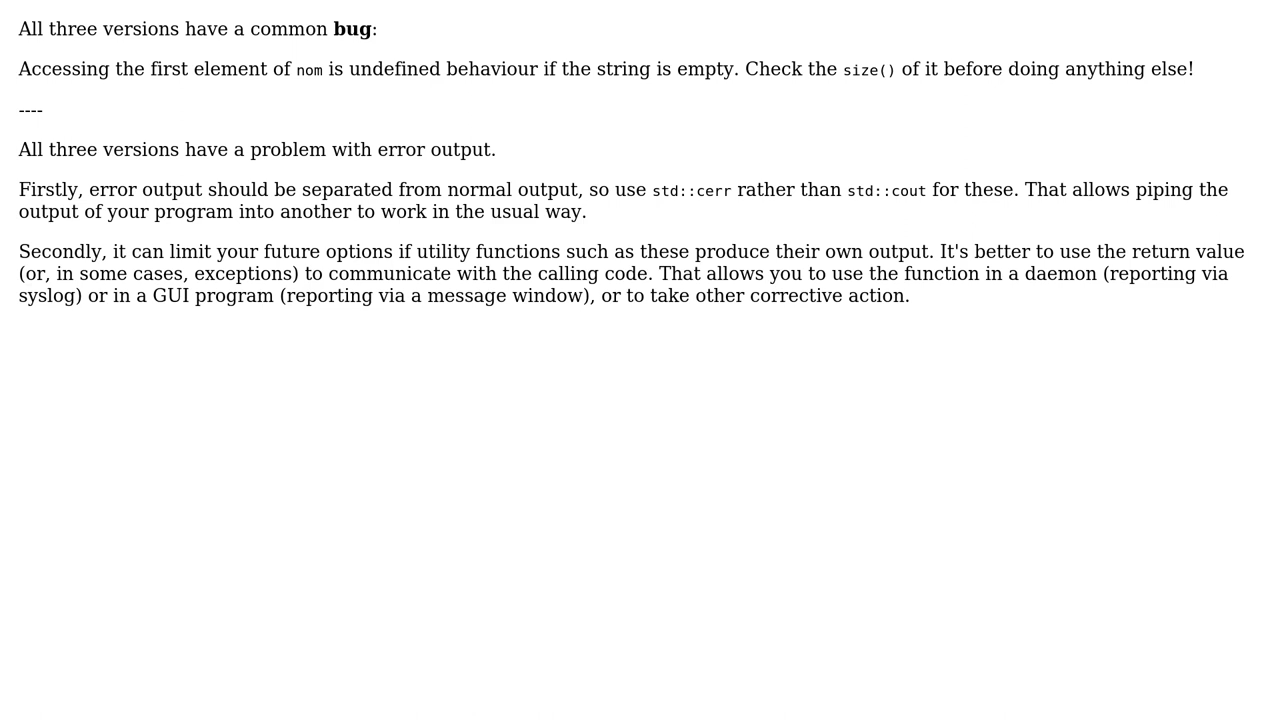 All three versions have a common bug:
Accessing the first element of nom is undefined behaviour if the string is empty. Check the size() of it before doing anything else!
----
All three versions have a problem with error output.
Firstly, error output should be separated from normal output, so use std::cerr rather than std::cout for these. That allows piping the
output of your program into another to work in the usual way.
Secondly, it can limit your future options if utility functions such as these produce their own output. It's better to use the return value
(or, in some cases, exceptions) to communicate with the calling code. That allows you to use the function in a daemon (reporting via
syslog) or in a GUI program (reporting via a message window), or to take other corrective action.